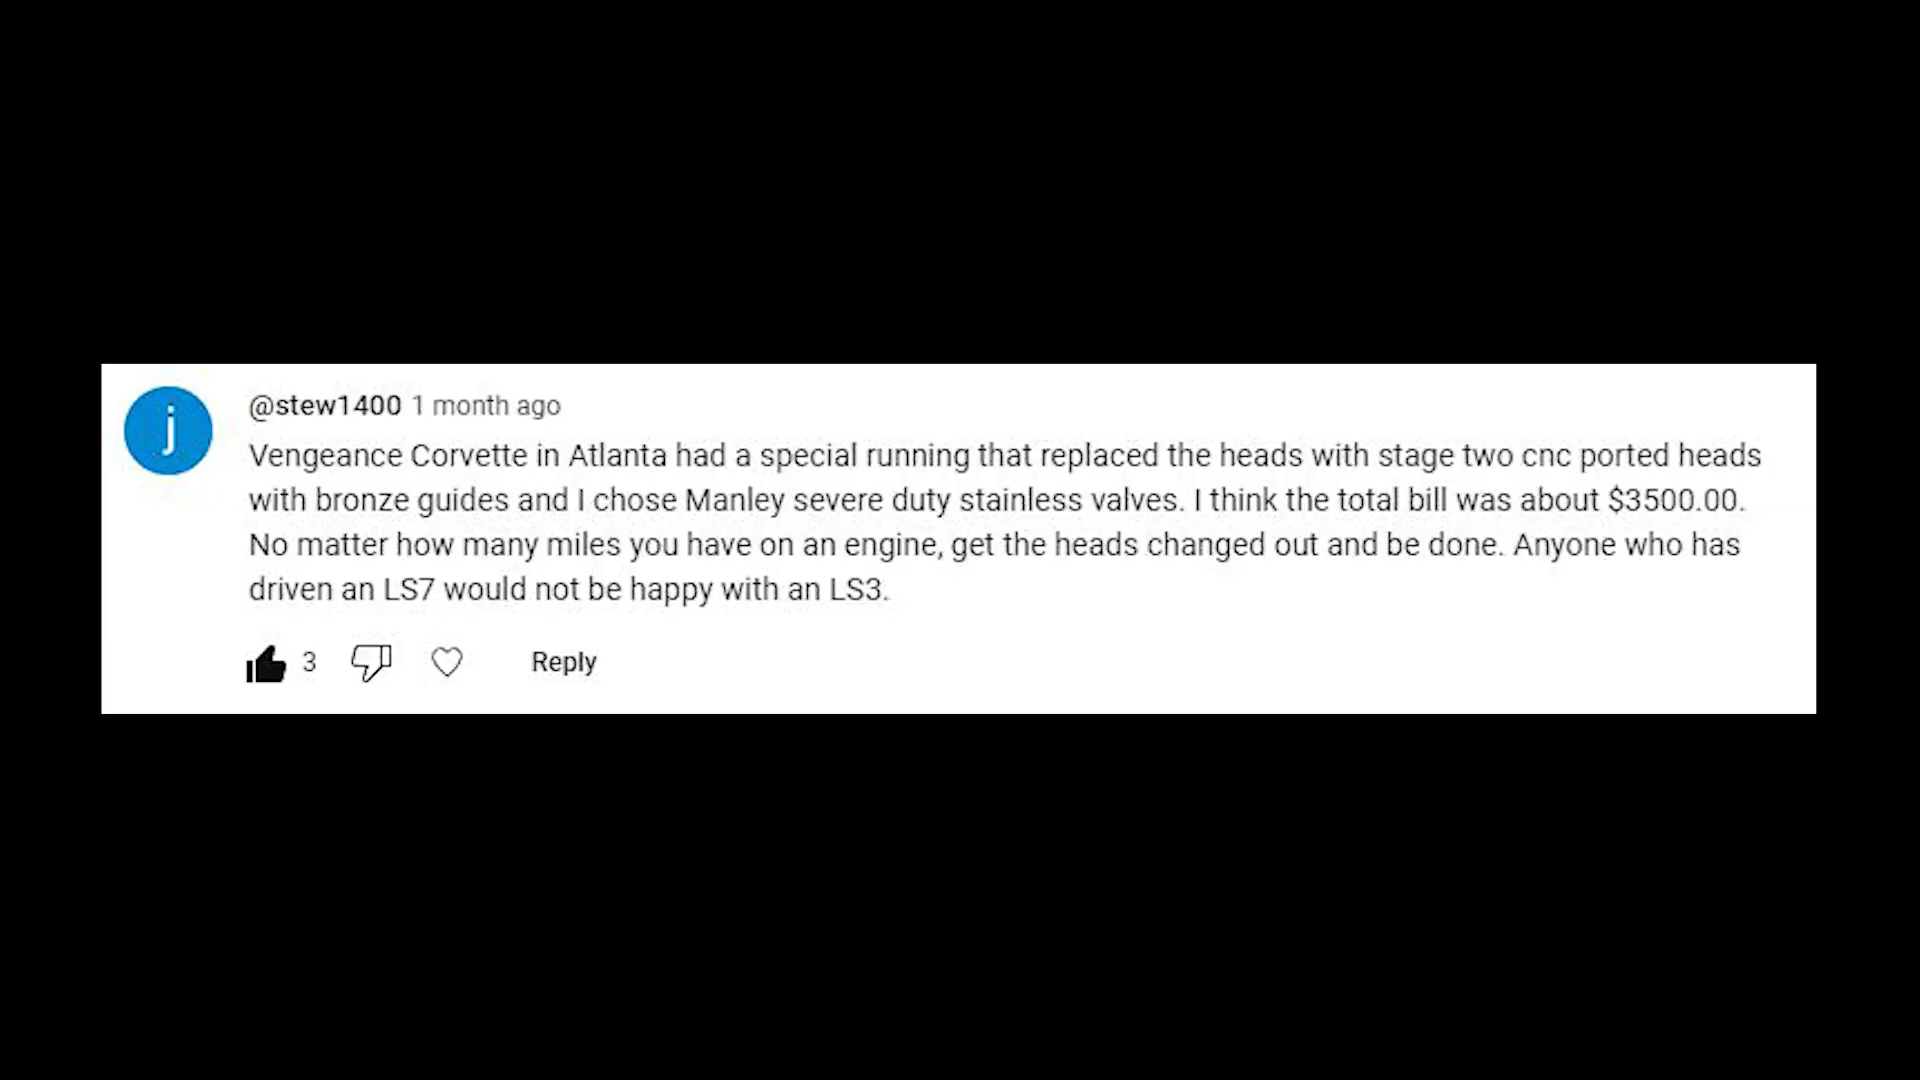 j
@stew1400 1 month ago
Vengeance Corvette in Atlanta had a special running that replaced the heads with stage two cnc ported heads
with bronze guides and I chose Manley severe duty stainless valves. I think the total bill was about $3500.00.
No matter how many miles you have on an engine, get the heads changed out and be done. Anyone who has
driven an LS7 would not be happy with an LS3.
3 Reply